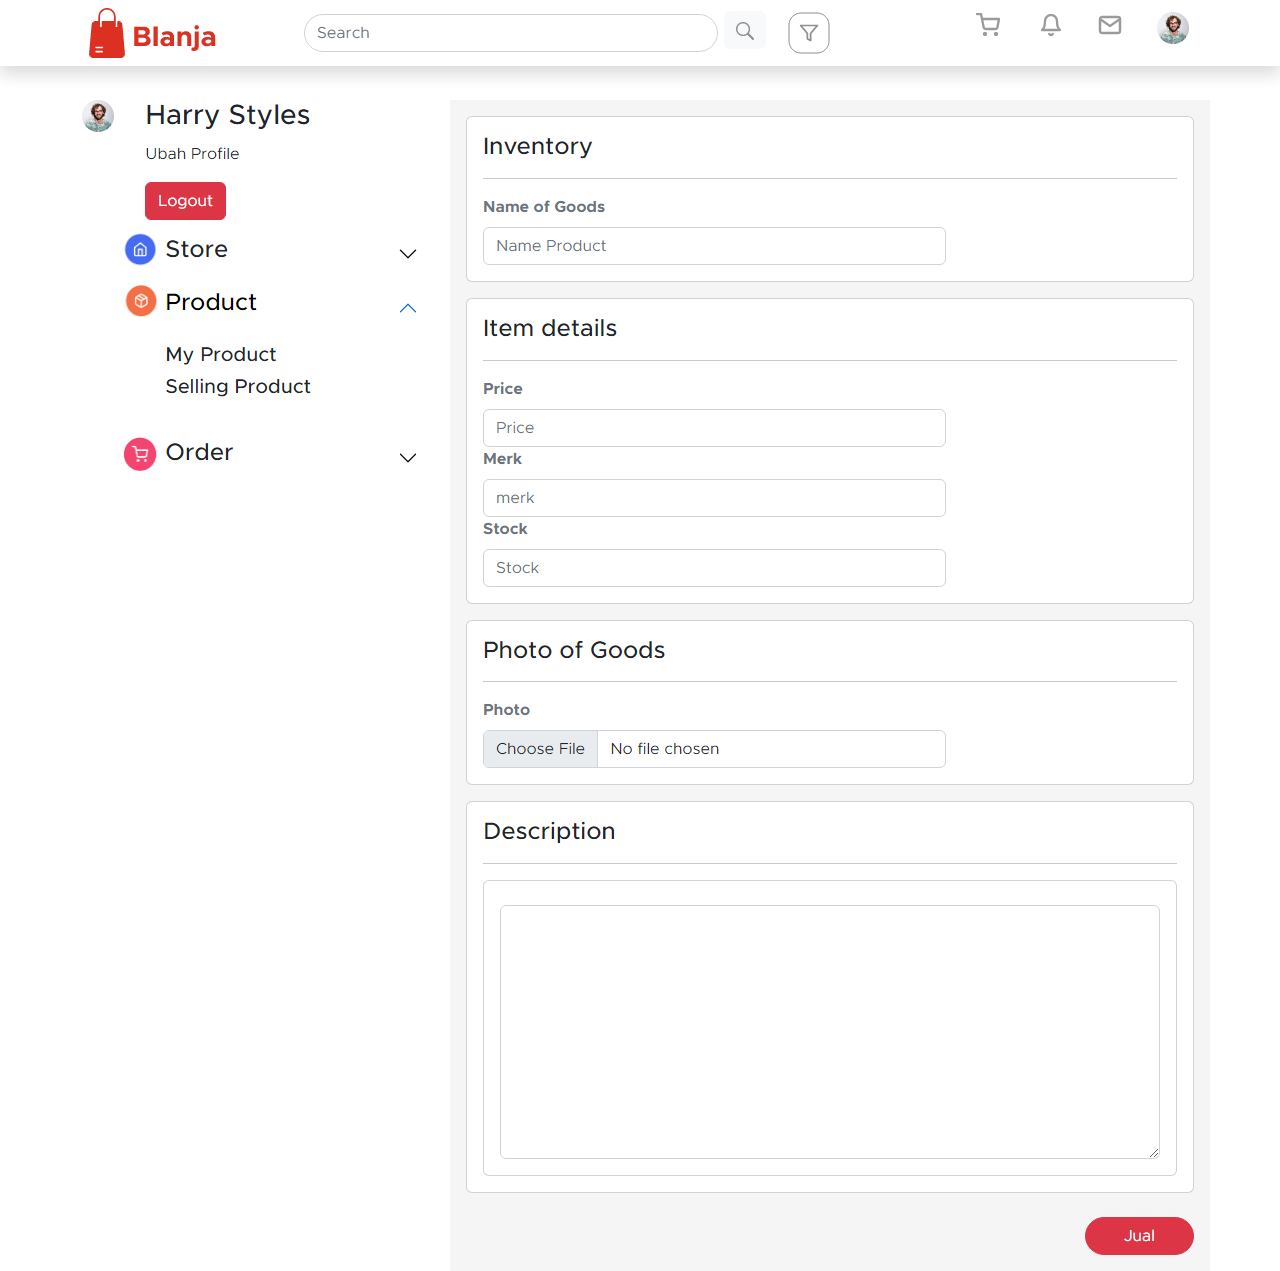 Blanja
Search
Harry Styles
Ubah Profile
Logout
Store
Product
My Product
Selling Product
Order
Inventory
Name of Goods
Name Product
Item details
Price
Price
Merk
merk
Stock
Stock
Photo of Goods
Photo
Choose File No file chosen
Description
Jual